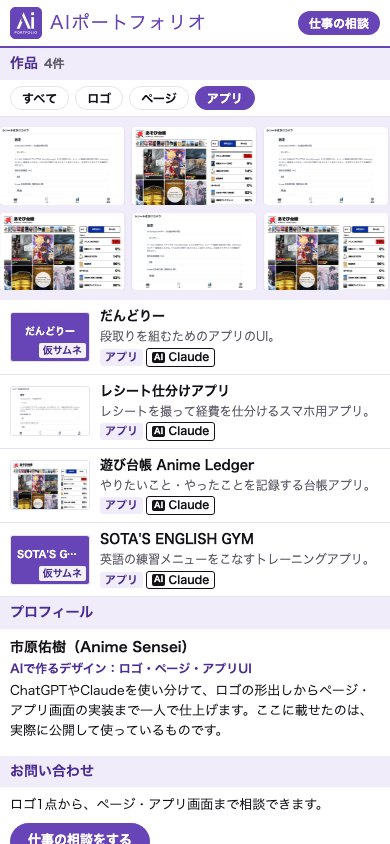 Ai
PORTFOLIO
AIポートフォリオ
仕事の相談
作品 4件
すべて
ロゴ
ページ
アプリ
あそび台帳
あそび台帳
あそび台帳
だんどりー
仮サムネ
だんどりー
段取りを組むためのアプリのUI。
アプリ
AI Claude
レシート仕分けアプリ
レシートを撮って経費を仕分けるスマホ用アプリ。
アプリ
AI Claude
遊び台帳 Anime Ledger
やりたいこと・やったことを記録する台帳アプリ。
アプリ
AI Claude
SOTA'S G…
仮サムネ
SOTA'S ENGLISH GYM
英語の練習メニューをこなすトレーニングアプリ。
アプリ
AI Claude
プロフィール
市原佑樹（Anime Sensei）
AIで作るデザイン：ロゴ・ページ・アプリUI
ChatGPTやClaudeを使い分けて、ロゴの形出しからページ・
アプリ画面の実装まで一人で仕上げます。ここに載せたのは、
実際に公開して使っているものです。
お問い合わせ
ロゴ1点から、ページ・アプリ画面まで相談できます。
仕事の相談をする